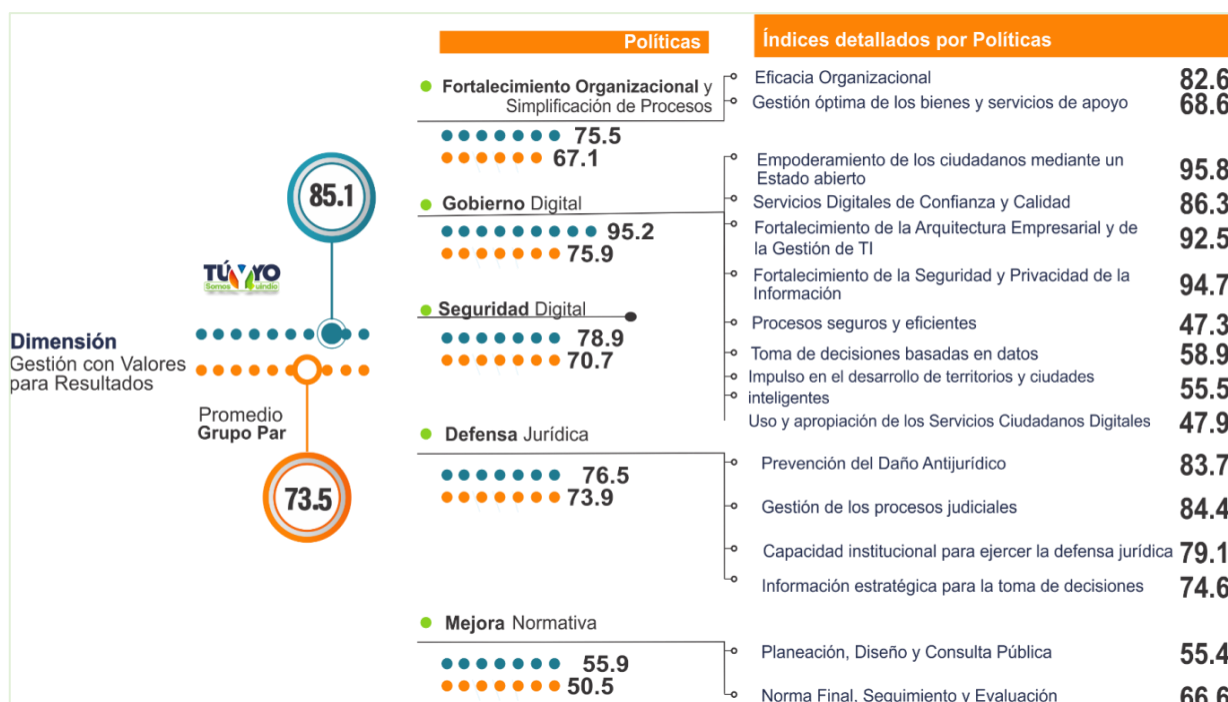 Políticas
Índices detallados por Políticas
Fortalecimiento Organizacional y
Simplificación de Procesos
75.5
67.1
Eficacia Organizacional
82.6
Gestión óptima de los bienes y servicios de apoyo
68.6
85.1
TÚ Y YO
Somos Quindío
Dimensión
Gestión con Valores
para Resultados
Promedio
Grupo Par
73.5
Gobierno Digital
95.2
75.9
Empoderamiento de los ciudadanos mediante un
Estado abierto
95.8
Servicios Digitales de Confianza y Calidad
86.3
Fortalecimiento de la Arquitectura Empresarial y de
la Gestión de TI
92.5
Fortalecimiento de la Seguridad y Privacidad de la
Información
94.7
Procesos seguros y eficientes
47.3
Toma de decisiones basadas en datos
58.9
Impulso en el desarrollo de territorios y ciudades
inteligentes
55.5
Uso y apropiación de los Servicios Ciudadanos Digitales
47.9
Seguridad Digital
78.9
70.7
Defensa Jurídica
76.5
73.9
Prevención del Daño Antijurídico
83.7
Gestión de los procesos judiciales
84.4
Capacidad institucional para ejercer la defensa jurídica
79.1
Información estratégica para la toma de decisiones
74.6
Mejora Normativa
55.9
50.5
Planeación, Diseño y Consulta Pública
55.4
Norma Final, Seguimiento y Evaluación
66.6